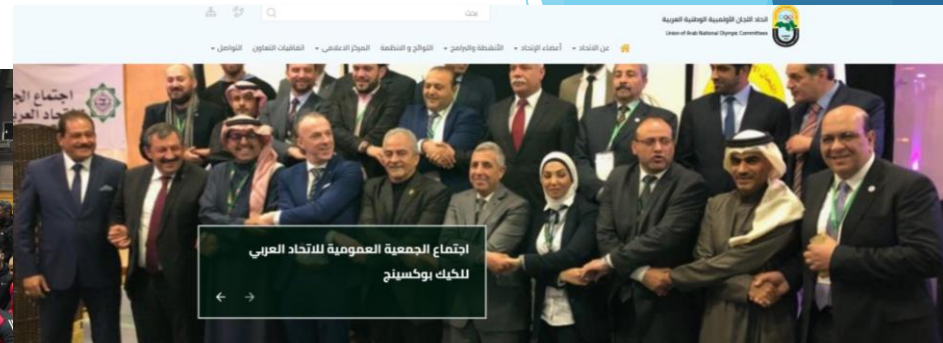 اتحاد اللجان الأولمبية الوطنية العربية
Union of Arab National Olympic Committees
بحث
عن الاتحاد
أعضاء الإتحاد
الأنشطة والبرامج
اللوائح و الانظمة
المركز الاعلامي
اتفاقيات التعاون
التواصل
اجتماع الجمعية العمومية للاتحاد العربي
للكيك بوكسينج